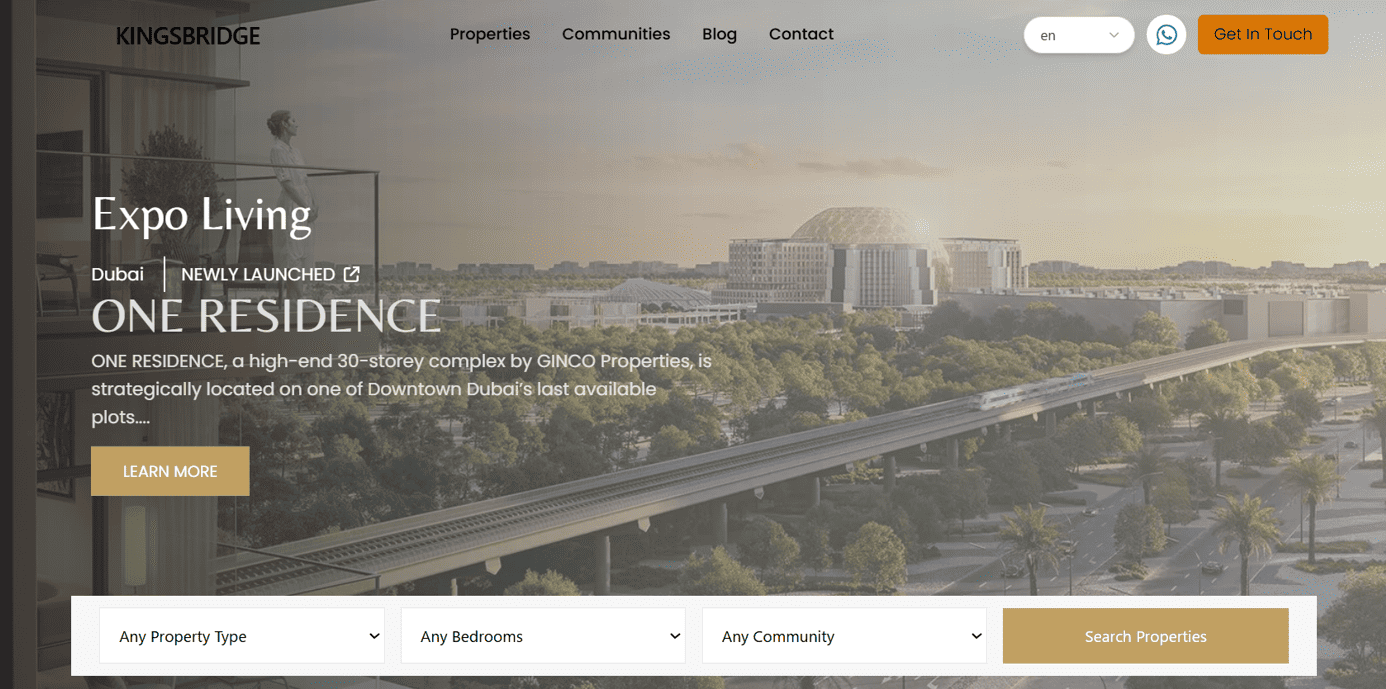 KINGSBRIDGE
Properties
Communities
Blog
Contact
en
Get In Touch
Expo Living
Dubai
NEWLY LAUNCHED
ONE RESIDENCE
ONE RESIDENCE, a high-end 30-storey complex by GINCO Properties, is
strategically located on one of Downtown Dubai's last available
plots....
LEARN MORE
Any Property Type
Any Bedrooms
Any Community
Search Properties